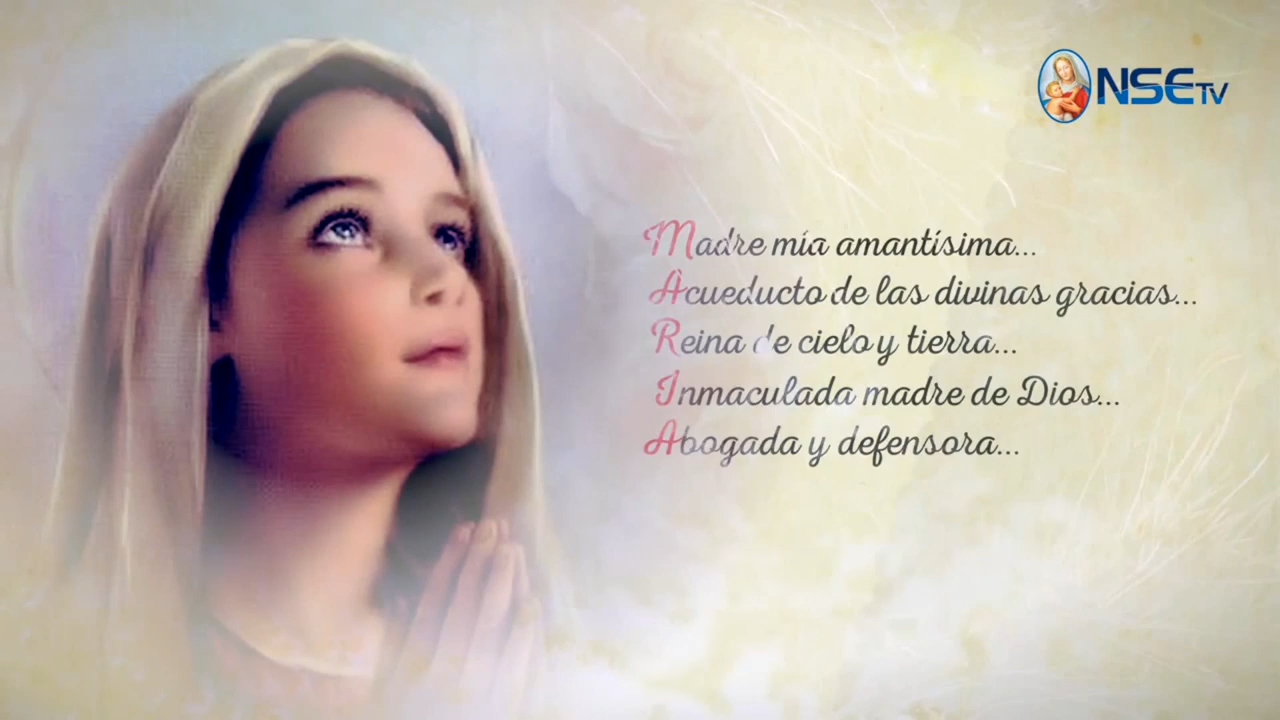 NSETV
Madre mía amantísima...
Acueducto de las divinas gracias...
Reina de cielo y tierra...
Inmaculada madre de Dios...
Abogada y defensora...